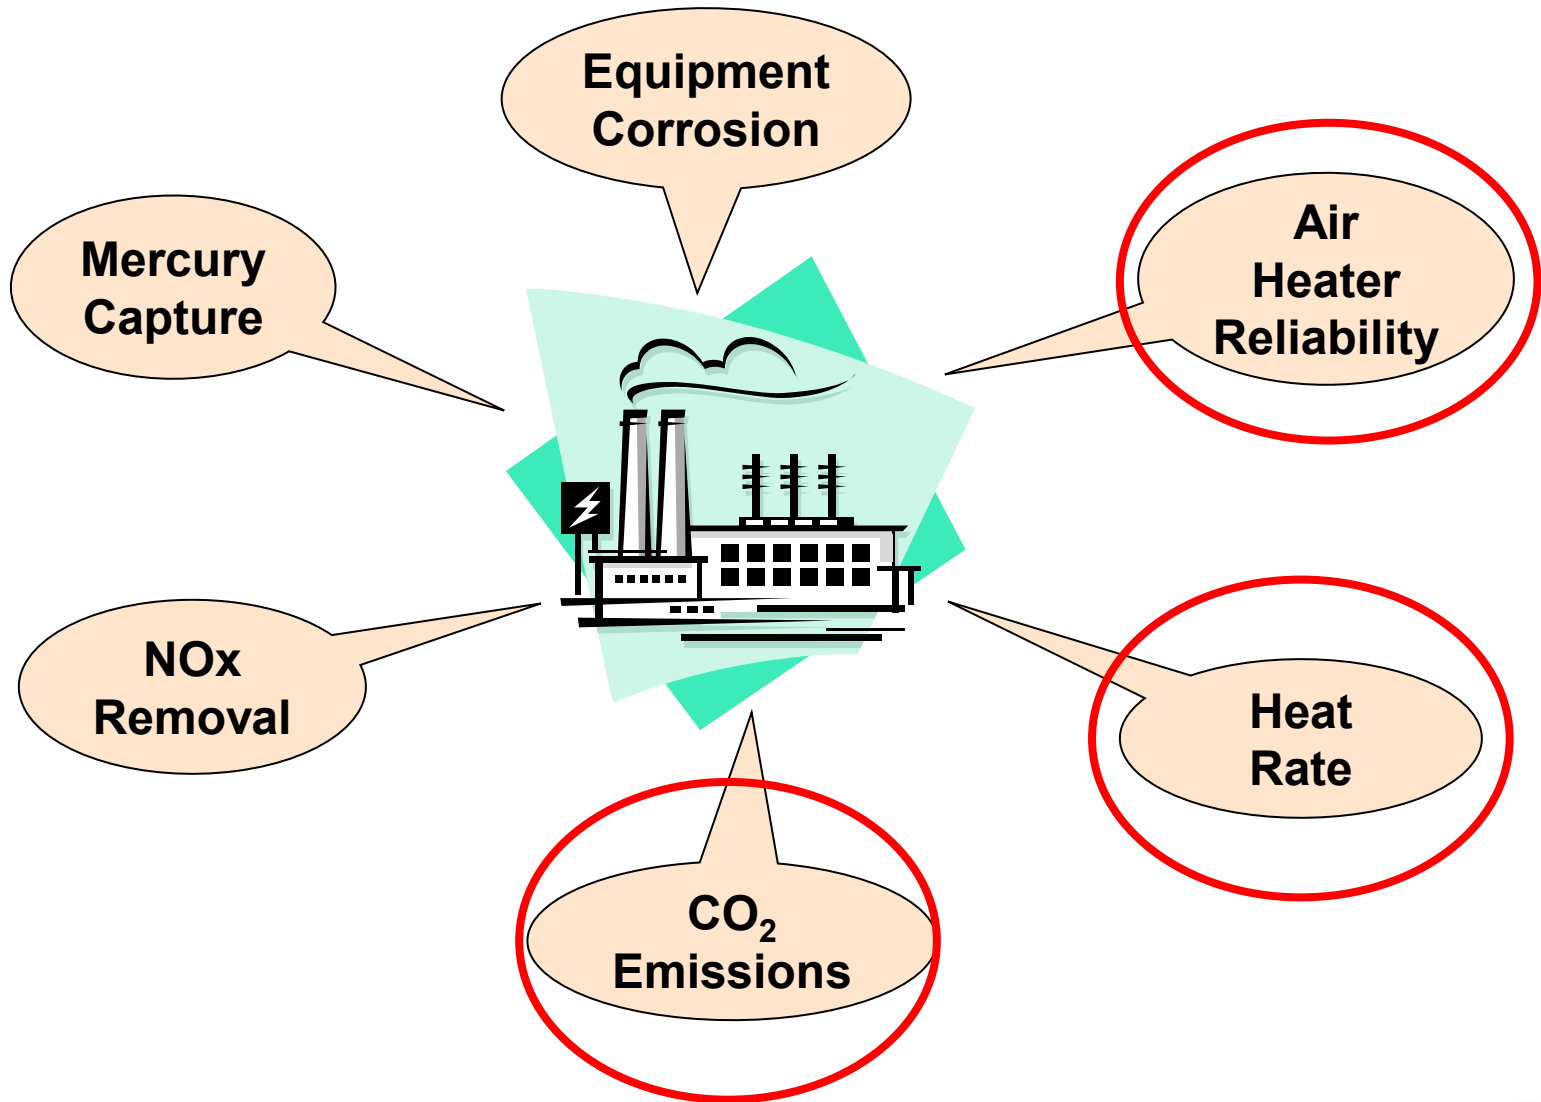 Equipment
Corrosion
Mercury
Capture
Air
Heater
Reliability
NOx
Removal
Heat
Rate
CO₂
Emissions